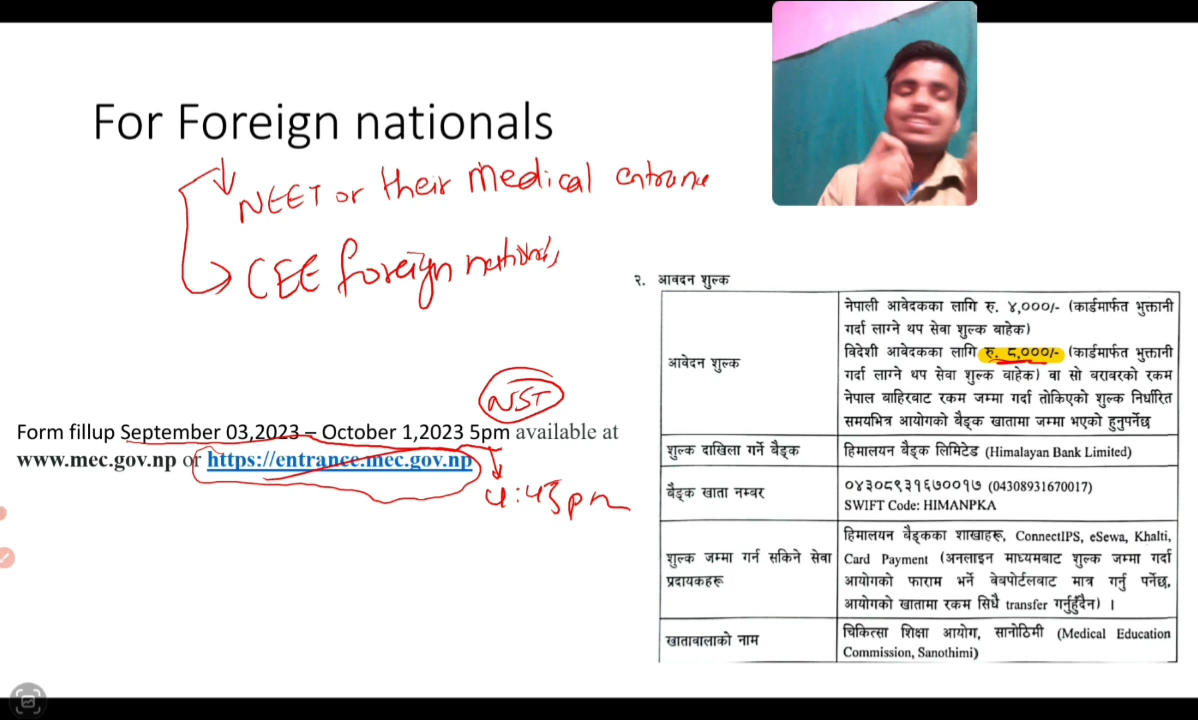 For Foreign nationals
NEET or their medical entrance
CEE foreign nationals
NST
Form fillup September 03,2023 – October 1,2023 5pm available at
www.mec.gov.np or https://entrance.mec.gov.np
4:45pm
२. आवदन शुल्क
आवेदन शुल्क
नेपाली आवेदकका लागि रु. ४,०००/- (कार्डमार्फत भुक्तानी
गर्दा लाग्ने थप सेवा शुल्क बाहेक)
विदेशी आवेदकका लागि रु. ८,०००/- (कार्डमार्फत भुक्तानी
गर्दा लाग्ने थप सेवा शुल्क बाहेक) वा सो बराबरको रकम
नेपाल बाहिरबाट रकम जम्मा गर्दा तोकिएको शुल्क निर्धारित
समयभित्र आयोगको बैङ्क खातामा जम्मा भएको हुनुपर्नेछ
शुल्क दाखिला गर्ने बैङ्क
हिमालयन बैङ्क लिमिटेड (Himalayan Bank Limited)
बैङ्क खाता नम्बर
०४३०८९३१६७००१७ (04308931670017)
SWIFT Code: HIMANPKA
शुल्क जम्मा गर्न सकिने सेवा
प्रदायकहरू
हिमालयन बैङ्कका शाखाहरू, ConnectIPS, eSewa, Khalti,
Card Payment (अनलाइन माध्यमबाट शुल्क जम्मा गर्दा
आयोगको फाराम भर्ने वेबपोर्टलबाट मात्र गर्नु पर्नेछ,
आयोगको खातामा रकम सिधै transfer गर्नुहुँदैन) ।
खातावालाको नाम
चिकित्सा शिक्षा आयोग, सानोठिमी (Medical Education
Commission, Sanothimi)